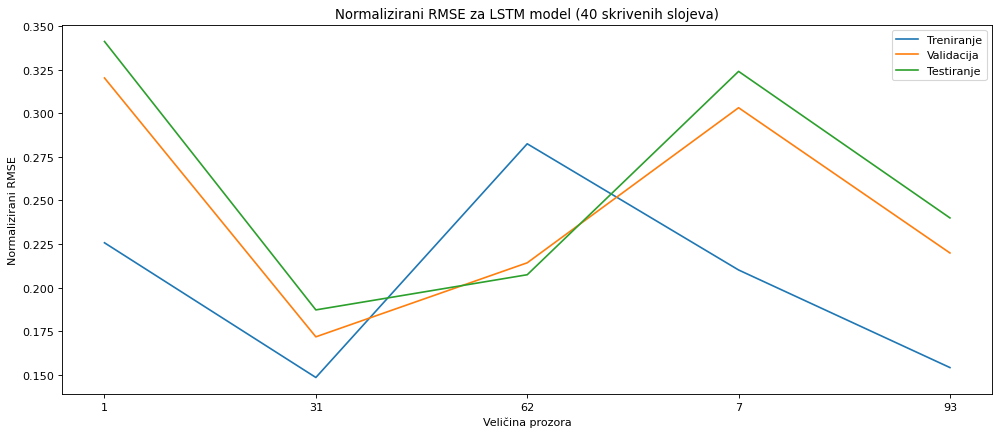 Normalizirani RMSE za LSTM model (40 skrivenih slojeva)
Treniranje
Validacija
Testiranje
Normalizirani RMSE
0.350
0.325
0.300
0.275
0.250
0.225
0.200
0.175
0.150
1
31
62
7
93
Veličina prozora